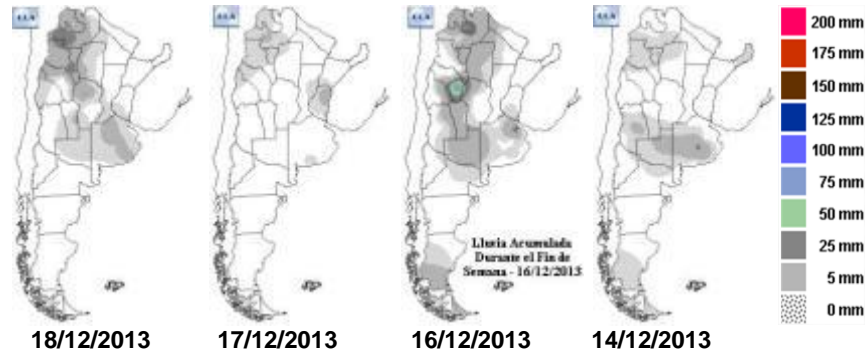 200 mm
175 mm
150 mm
125 mm
100 mm
75 mm
50 mm
25 mm
5 mm
0 mm
Lluvia Acumulada
Durante el Fin de
Semana - 16/12/2013
18/12/2013
17/12/2013
16/12/2013
14/12/2013